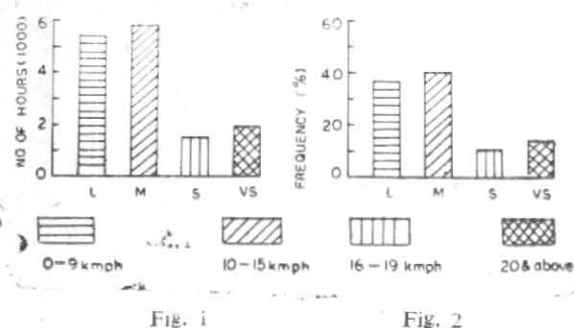 NO OF HOURS (1000)
6
4
2
0
L M S VS
FREQUENCY (%)
60
40
20
0
L M S VS
0-9 kmph
10-15 kmph
16-19 kmph
20 & above
Fig. 1
Fig. 2